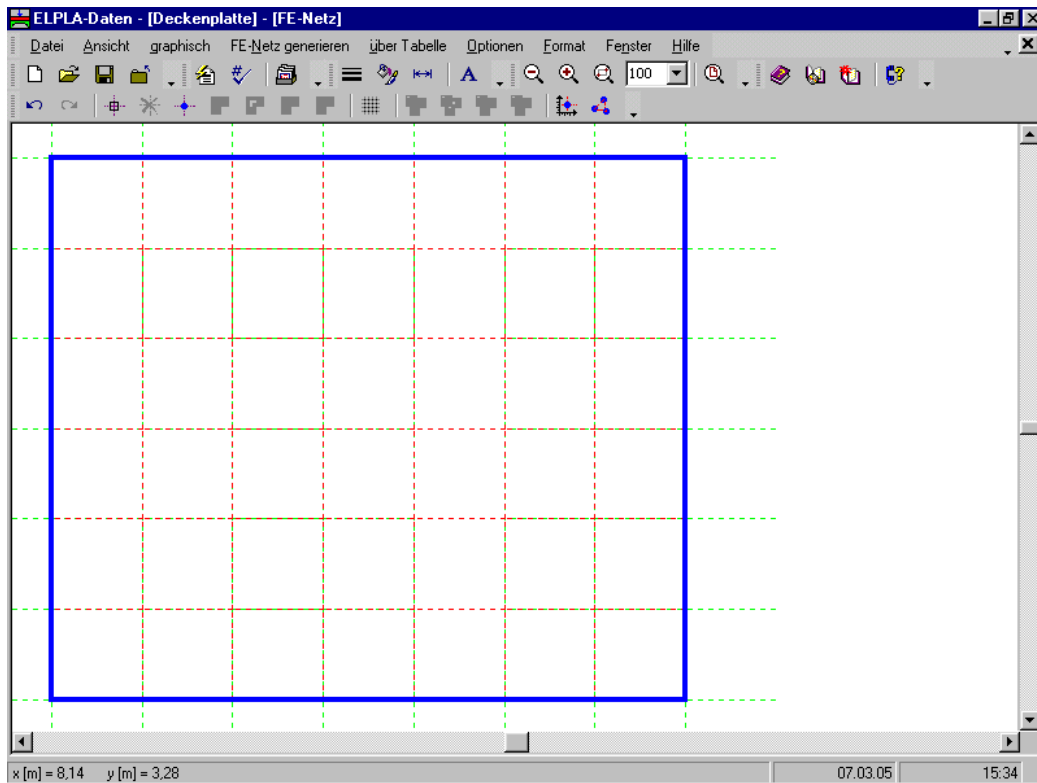 ELPLA-Daten - [Deckenplatte] - [FE-Netz]
Datei Ansicht graphisch FE-Netz generieren über Tabelle Optionen Format Fenster Hilfe
A 100
x [m] = 8,14 y [m] = 3,28 07.03.05 15:34